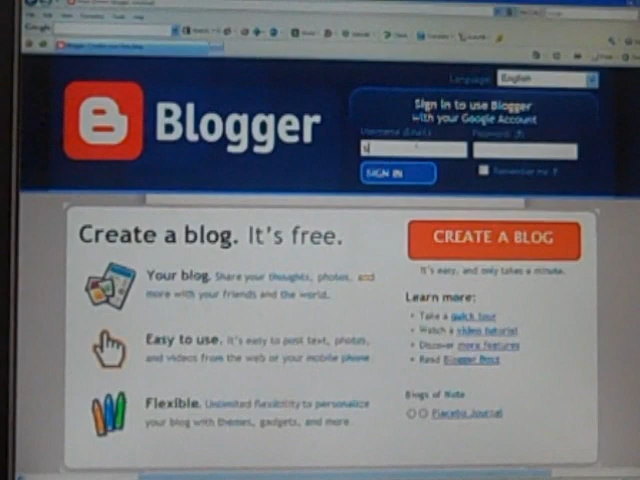 Google
Language:
English
Blogger
Sign in to use Blogger
with your Google Account
Username (Email)
Password (?)
SIGN IN
Remember me ?
Create a blog. It's free.
CREATE A BLOG
It's easy, and only takes a minute.
Your blog. Share your thoughts, photos, and
more with your friends and the world.
Learn more:
Take a quick tour
Watch a video tutorial
Discover more features
Read Blogger Buzz
Easy to use. It's easy to post text, photos,
and videos from the web or your mobile phone
Flexible. Unlimited flexibility to personalize
your blog with themes, gadgets, and more
Blogs of Note
Placebo Journal